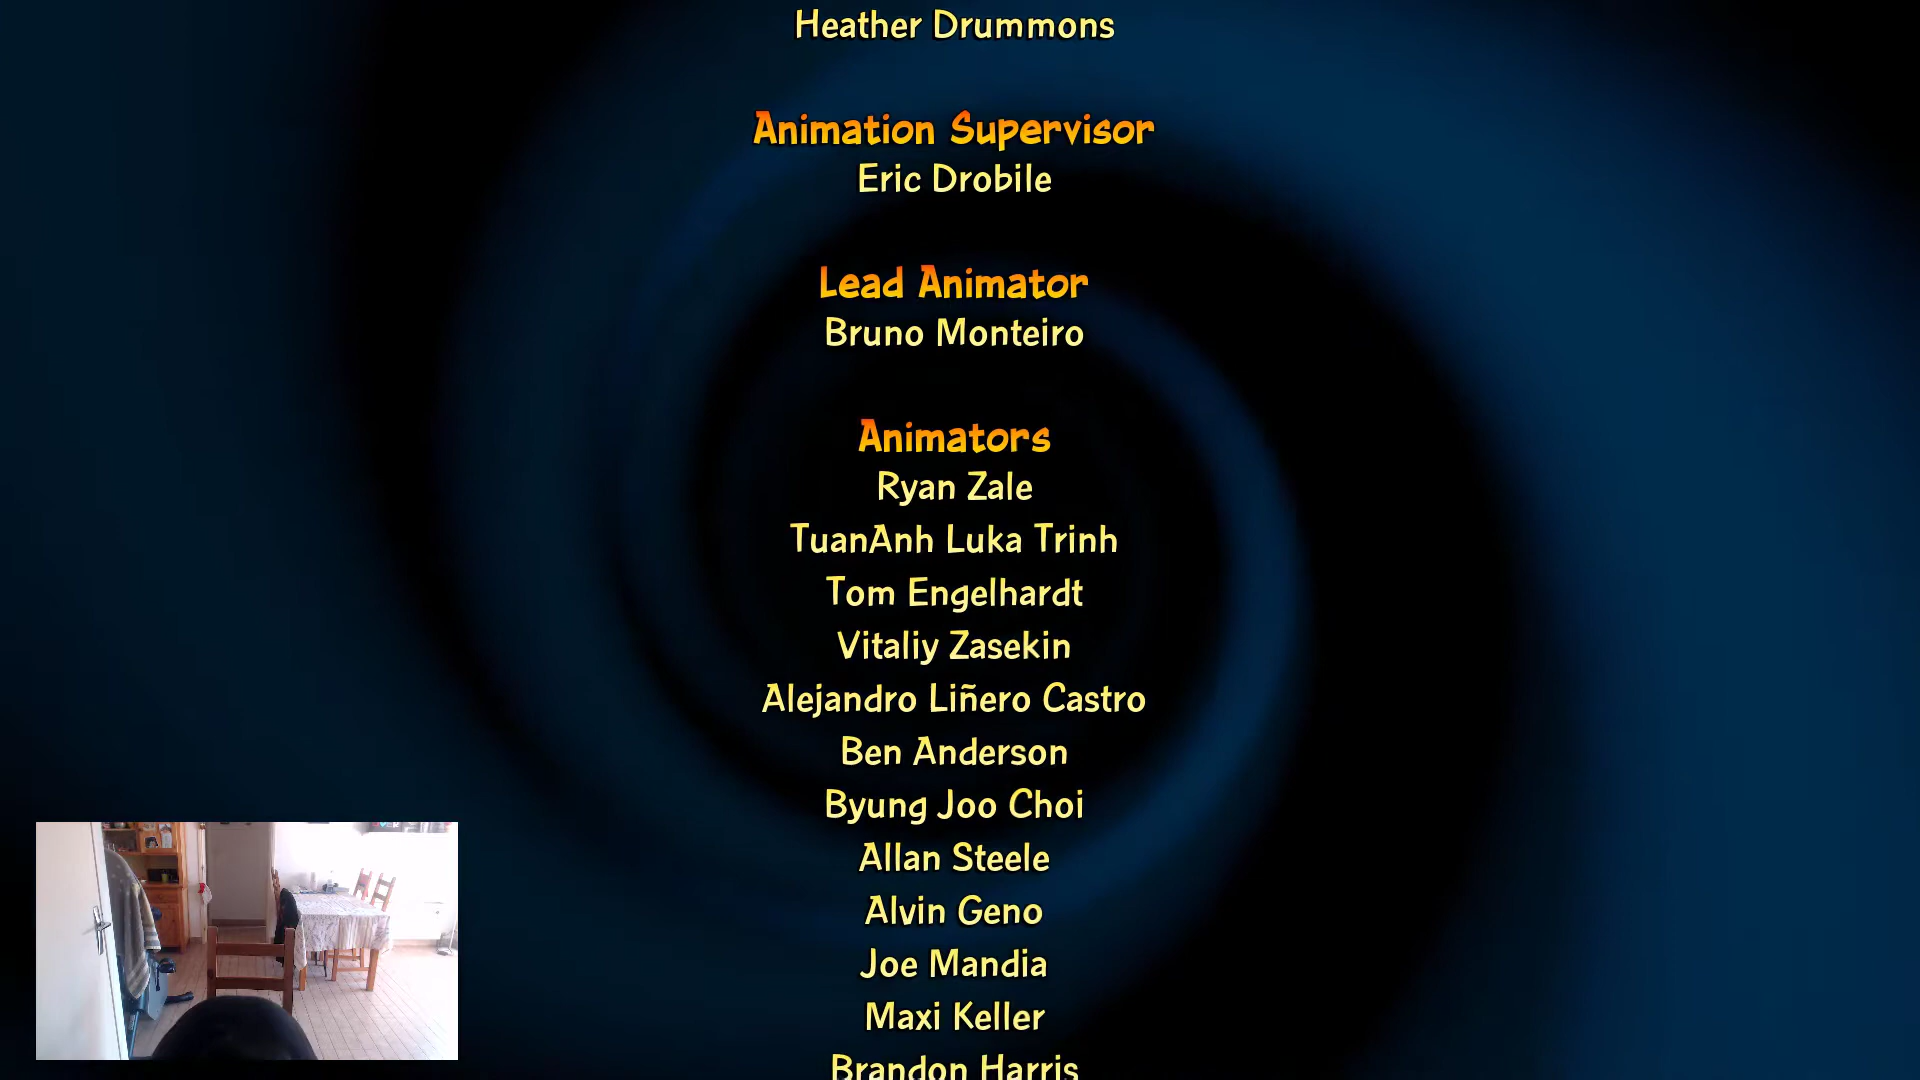 Heather Drummons
Animation Supervisor
Eric Drobile
Lead Animator
Bruno Monteiro
Animators
Ryan Zale
TuanAnh Luka Trinh
Tom Engelhardt
Vitaliy Zasekin
Alejandro Liñero Castro
Ben Anderson
Byung Joo Choi
Allan Steele
Alvin Geno
Joe Mandia
Maxi Keller
Brandon Harris